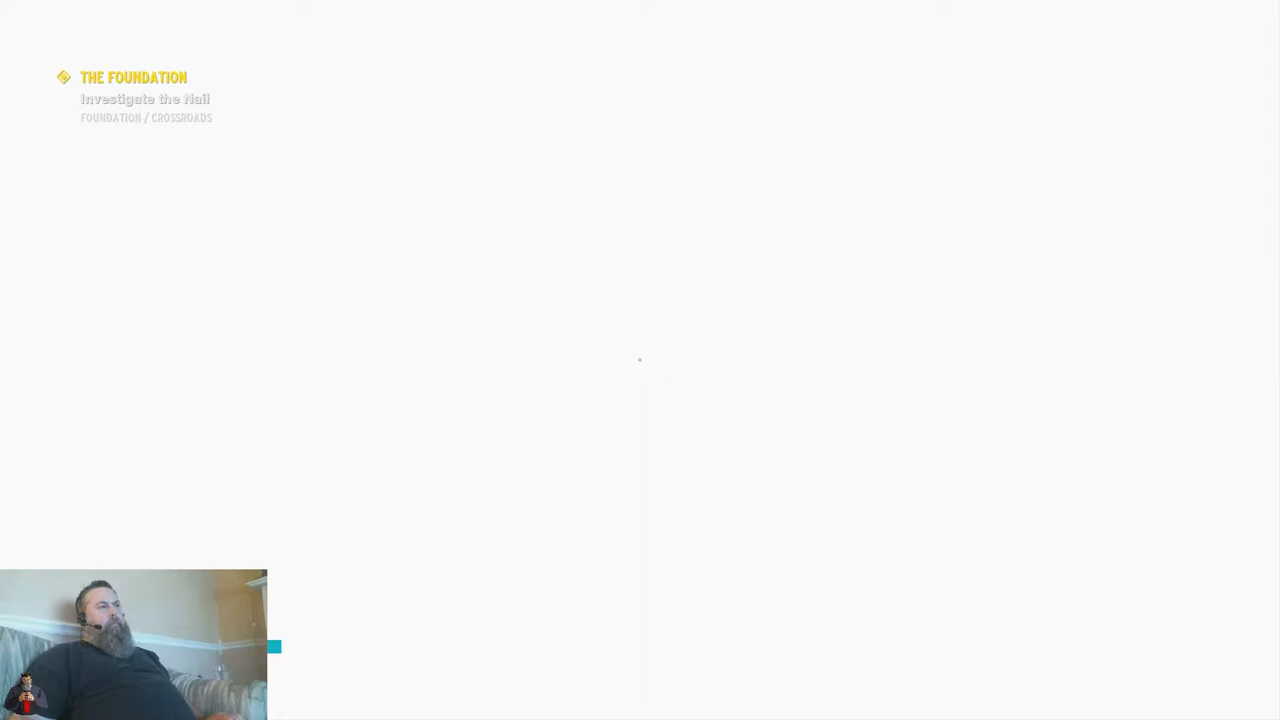 THE FOUNDATION
Investigate the Nail
FOUNDATION / CROSSROADS